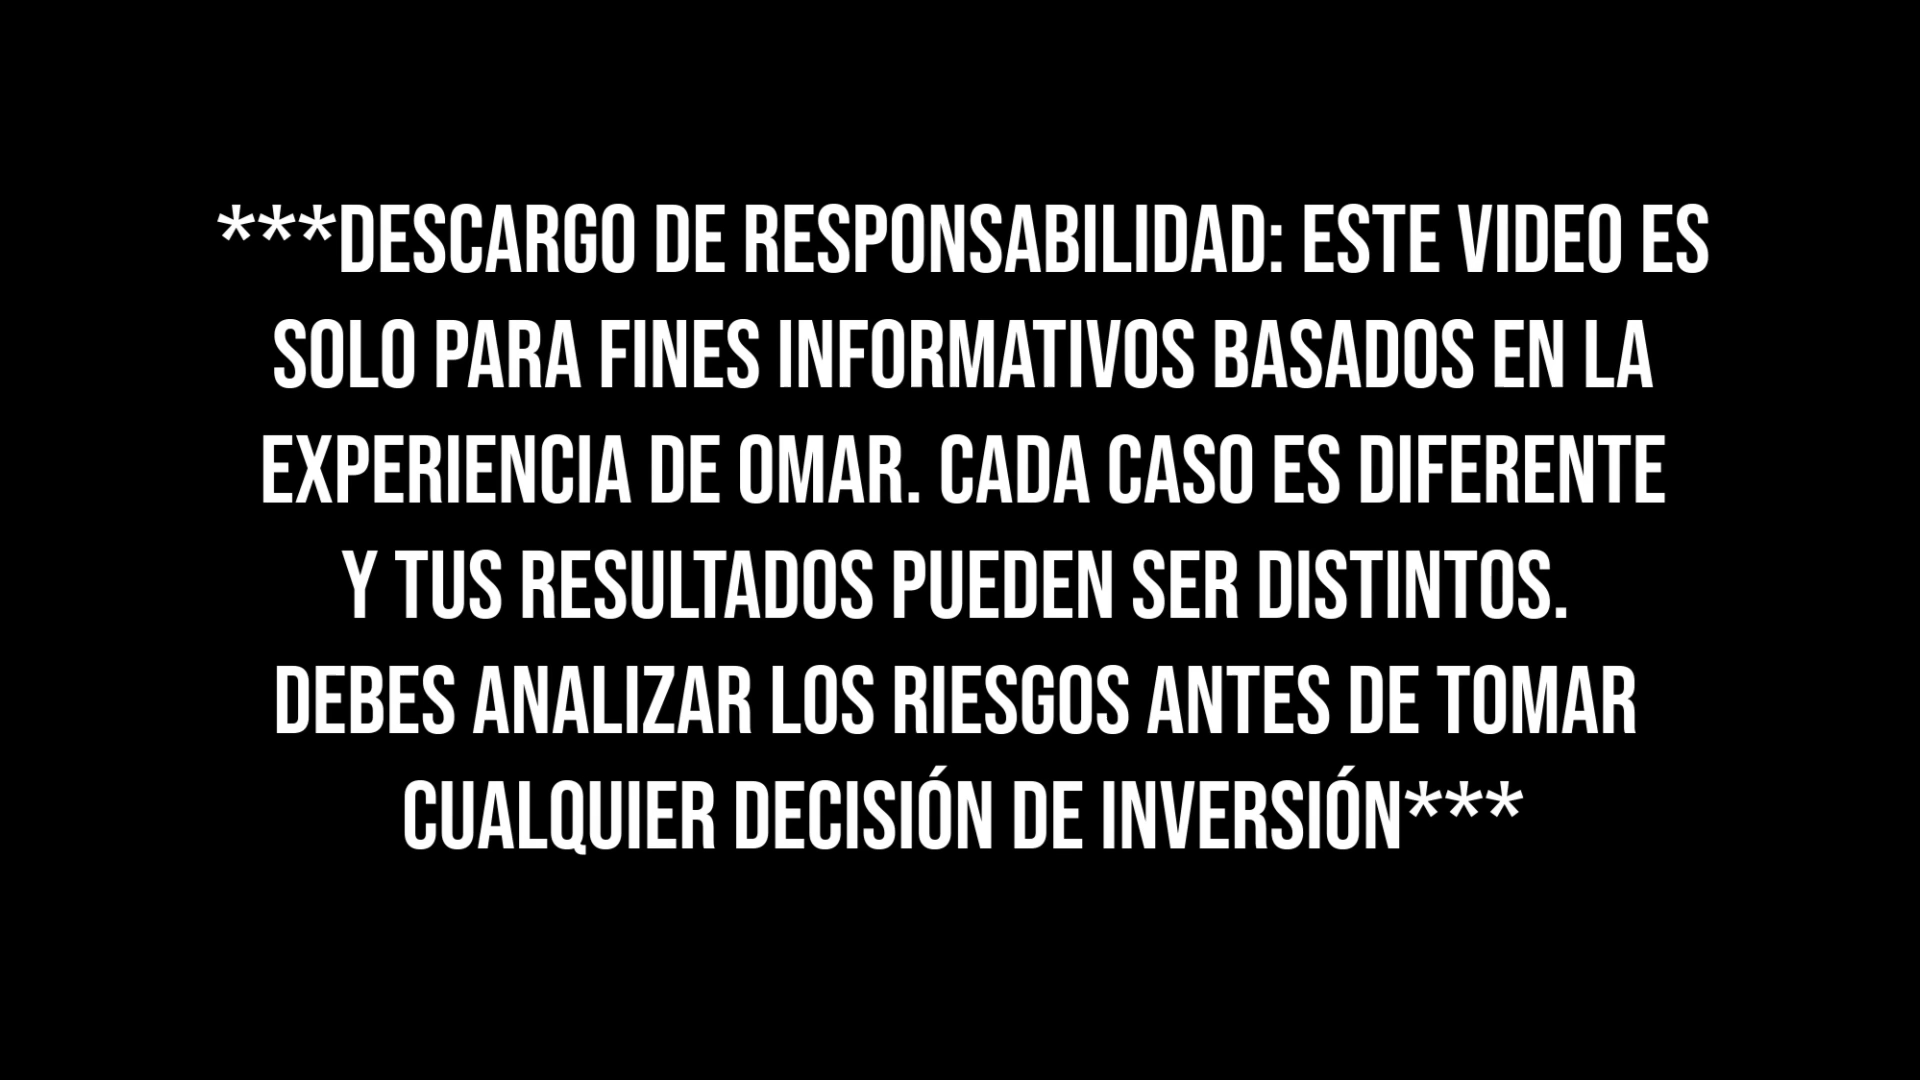 ***DESCARGO DE RESPONSABILIDAD: ESTE VIDEO ES
SOLO PARA FINES INFORMATIVOS BASADOS EN LA
EXPERIENCIA DE OMAR. CADA CASO ES DIFERENTE
Y TUS RESULTADOS PUEDEN SER DISTINTOS.
DEBES ANALIZAR LOS RIESGOS ANTES DE TOMAR
CUALQUIER DECISIÓN DE INVERSIÓN***